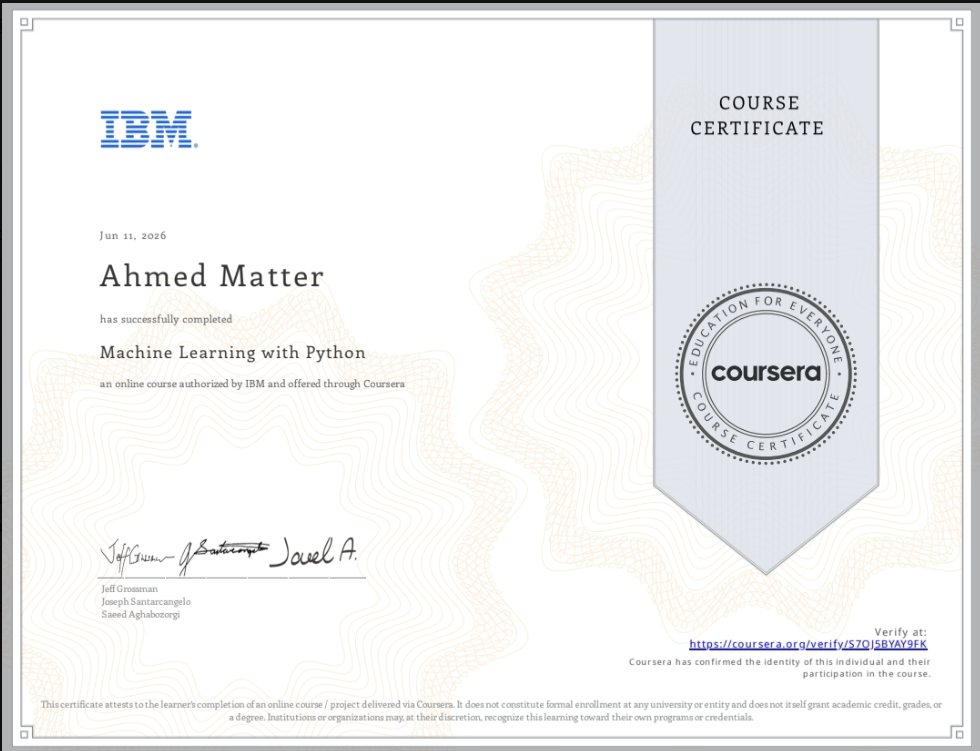 COURSE
CERTIFICATE
IBM
Jun 11, 2026
Ahmed Matter
has successfully completed
Machine Learning with Python
an online course authorized by IBM and offered through Coursera
EDUCATION FOR EVERYONE
coursera
COURSE CERTIFICATE
Jeff Grossman
Joseph Santarcangelo
Saeed Aghabozorgi
Verify at:
https://coursera.org/verify/S7OJ5BYAY9FK
Coursera has confirmed the identity of this individual and their
participation in the course.
This certificate attests to the learner's completion of an online course / project delivered via Coursera. It does not constitute formal enrollment at any university or entity and does not itself grant academic credit, grades, or
a degree. Institutions or organizations may, at their discretion, recognize this learning toward their own programs or credentials.